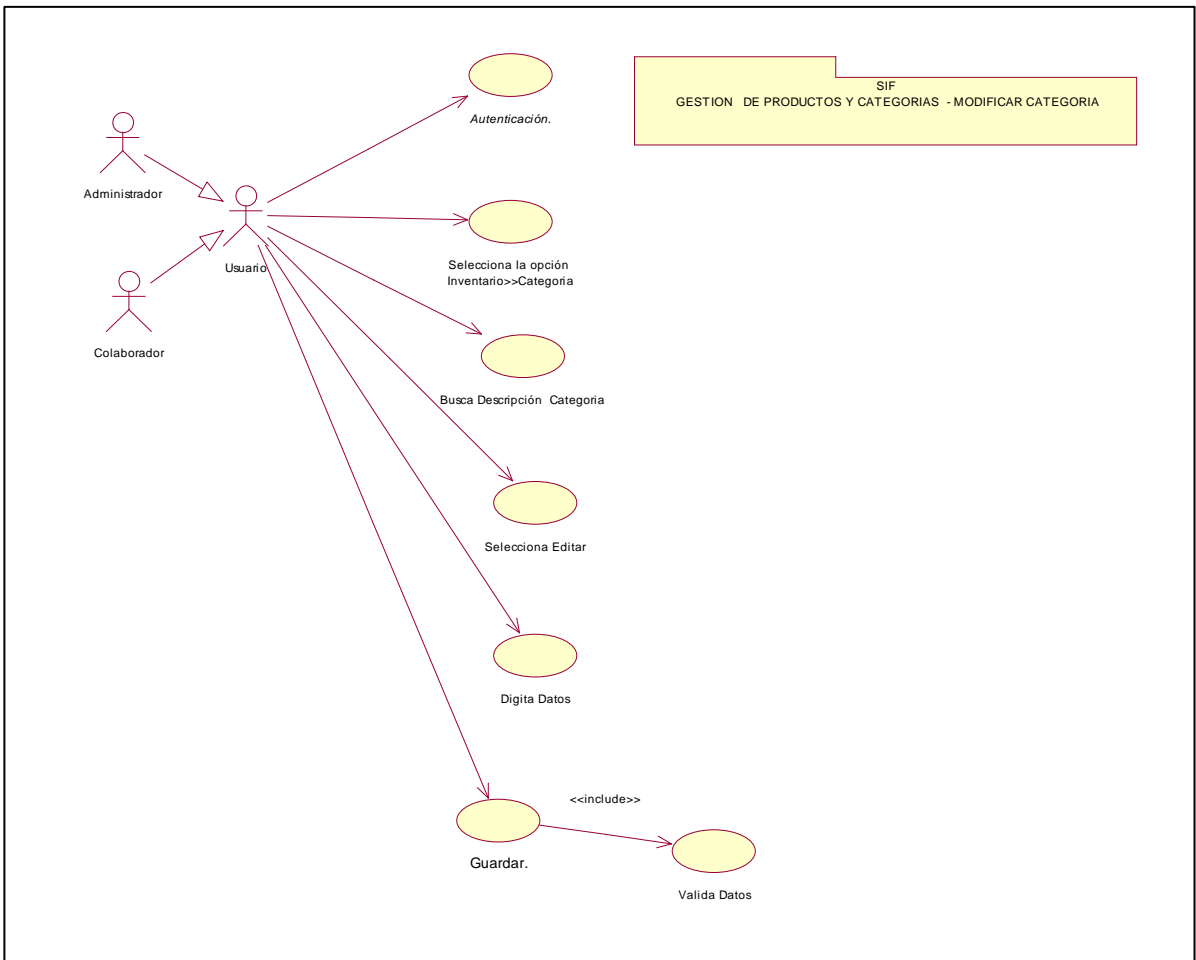 SIF
GESTION DE PRODUCTOS Y CATEGORIAS - MODIFICAR CATEGORIA
Autenticación.
Administrador
Usuario
Selecciona la opción
Inventario>>Categoria
Colaborador
Busca Descripción Categoria
Selecciona Editar
Digita Datos
<<include>>
Guardar.
Valida Datos